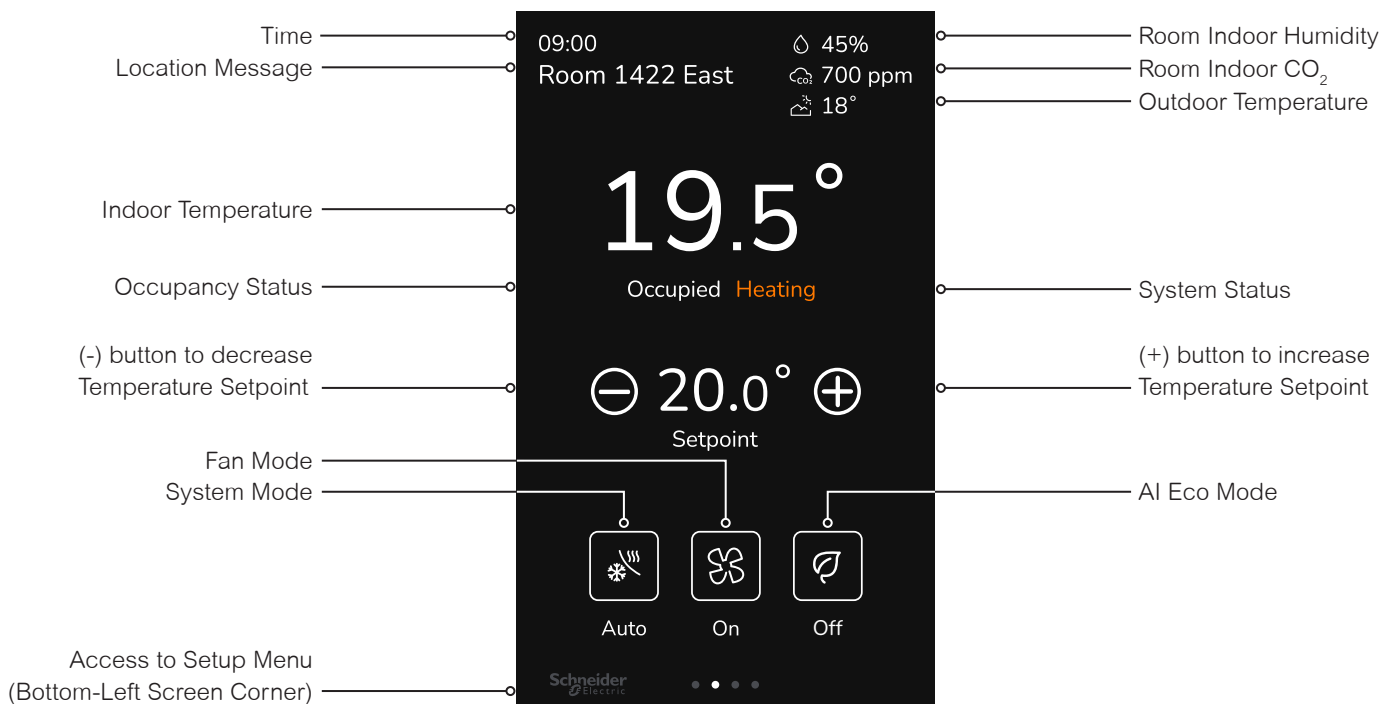 Time
Location Message
Indoor Temperature
Occupancy Status
(-) button to decrease
Temperature Setpoint
Fan Mode
System Mode
Access to Setup Menu
(Bottom-Left Screen Corner)
09:00
Room 1422 East
45%
CO2 700 ppm
18°
19.5°
Occupied Heating
20.0°
Setpoint
Auto On Off
Schneider
Electric
Room Indoor Humidity
Room Indoor CO2
Outdoor Temperature
System Status
(+) button to increase
Temperature Setpoint
AI Eco Mode